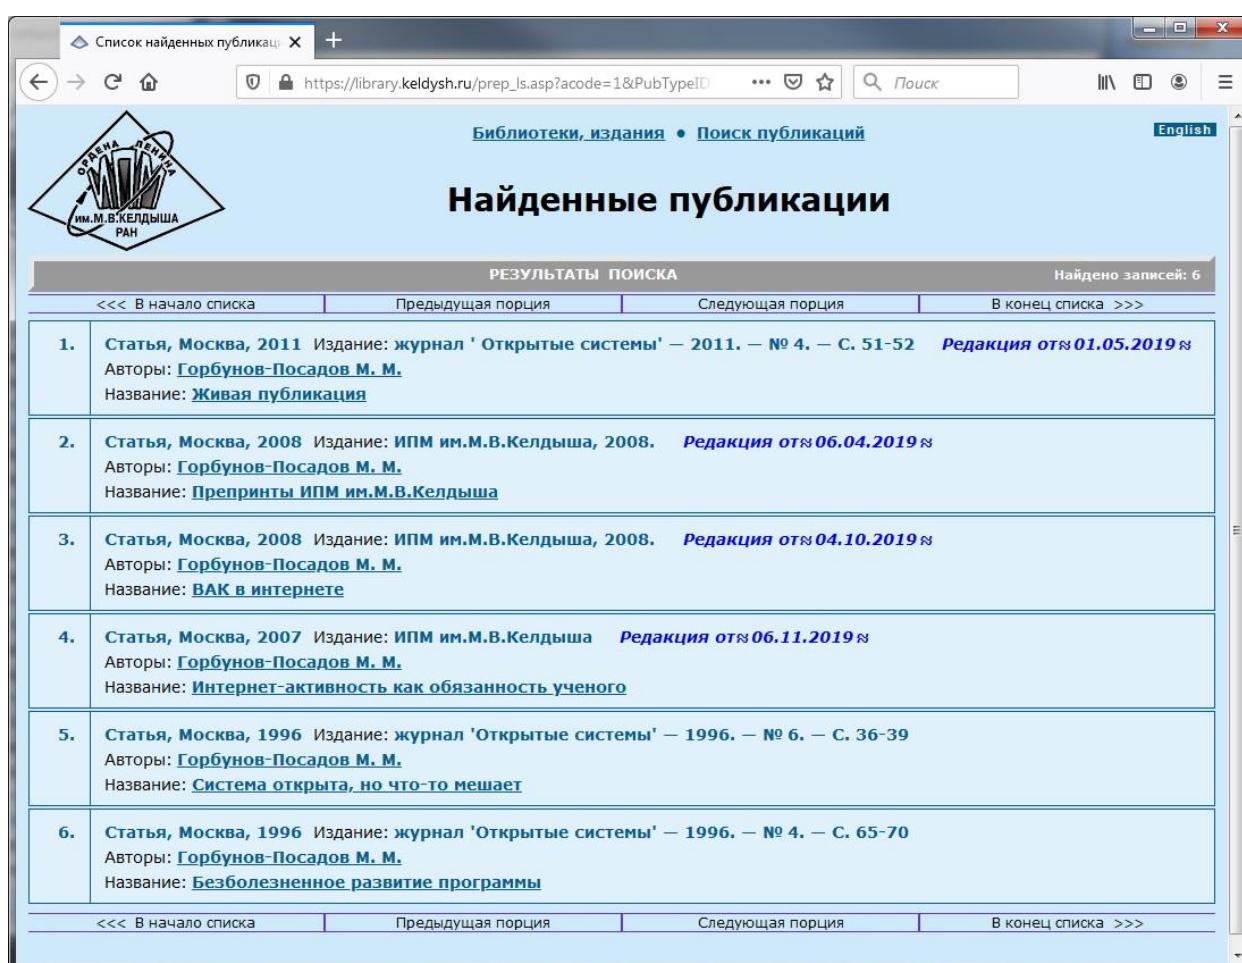 Список найденных публикац
https://library.keldysh.ru/prep_ls.asp?acode=1&PubTypeID
Поиск
ОРДЕНА ЛЕНИНА
ИПМ
им.М.В.КЕЛДЫША
РАН
Библиотеки, издания • Поиск публикаций
English
Найденные публикации
РЕЗУЛЬТАТЫ ПОИСКА Найдено записей: 6
<<< В начало списка Предыдущая порция Следующая порция В конец списка >>>
1. Статья, Москва, 2011 Издание: журнал ' Открытые системы' — 2011. — № 4. — С. 51-52 Редакция от≈01.05.2019≈
Авторы: Горбунов-Посадов М. М.
Название: Живая публикация
2. Статья, Москва, 2008 Издание: ИПМ им.М.В.Келдыша, 2008. Редакция от≈06.04.2019≈
Авторы: Горбунов-Посадов М. М.
Название: Препринты ИПМ им.М.В.Келдыша
3. Статья, Москва, 2008 Издание: ИПМ им.М.В.Келдыша, 2008. Редакция от≈04.10.2019≈
Авторы: Горбунов-Посадов М. М.
Название: ВАК в интернете
4. Статья, Москва, 2007 Издание: ИПМ им.М.В.Келдыша Редакция от≈06.11.2019≈
Авторы: Горбунов-Посадов М. М.
Название: Интернет-активность как обязанность ученого
5. Статья, Москва, 1996 Издание: журнал 'Открытые системы' — 1996. — № 6. — С. 36-39
Авторы: Горбунов-Посадов М. М.
Название: Система открыта, но что-то мешает
6. Статья, Москва, 1996 Издание: журнал 'Открытые системы' — 1996. — № 4. — С. 65-70
Авторы: Горбунов-Посадов М. М.
Название: Безболезненное развитие программы
<<< В начало списка Предыдущая порция Следующая порция В конец списка >>>